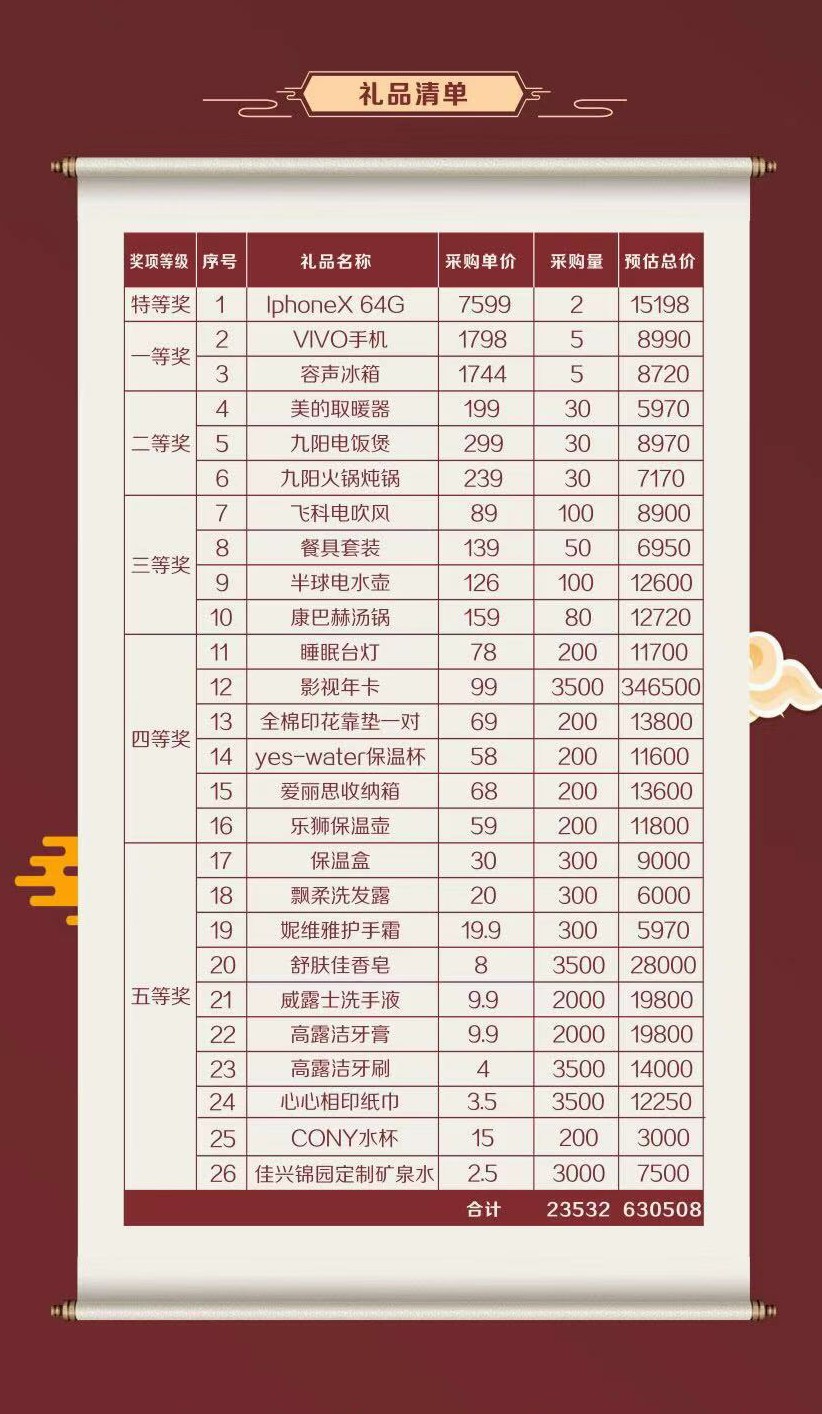 礼品清单
奖项等级 序号 礼品名称 采购单价 采购量 预估总价
特等奖 1 IphoneX 64G 7599 2 15198
一等奖 2 VIVO手机 1798 5 8990
3 容声冰箱 1744 5 8720
二等奖 4 美的取暖器 199 30 5970
5 九阳电饭煲 299 30 8970
6 九阳火锅炖锅 239 30 7170
三等奖 7 飞科电吹风 89 100 8900
8 餐具套装 139 50 6950
9 半球电水壶 126 100 12600
10 康巴赫汤锅 159 80 12720
四等奖 11 睡眠台灯 78 200 11700
12 影视年卡 99 3500 346500
13 全棉印花靠垫一对 69 200 13800
14 yes-water保温杯 58 200 11600
15 爱丽思收纳箱 68 200 13600
16 乐狮保温壶 59 200 11800
五等奖 17 保温盒 30 300 9000
18 飘柔洗发露 20 300 6000
19 妮维雅护手霜 19.9 300 5970
20 舒肤佳香皂 8 3500 28000
21 威露士洗手液 9.9 2000 19800
22 高露洁牙膏 9.9 2000 19800
23 高露洁牙刷 4 3500 14000
24 心心相印纸巾 3.5 3500 12250
25 CONY水杯 15 200 3000
26 佳兴锦园定制矿泉水 2.5 3000 7500
合计 23532 630508